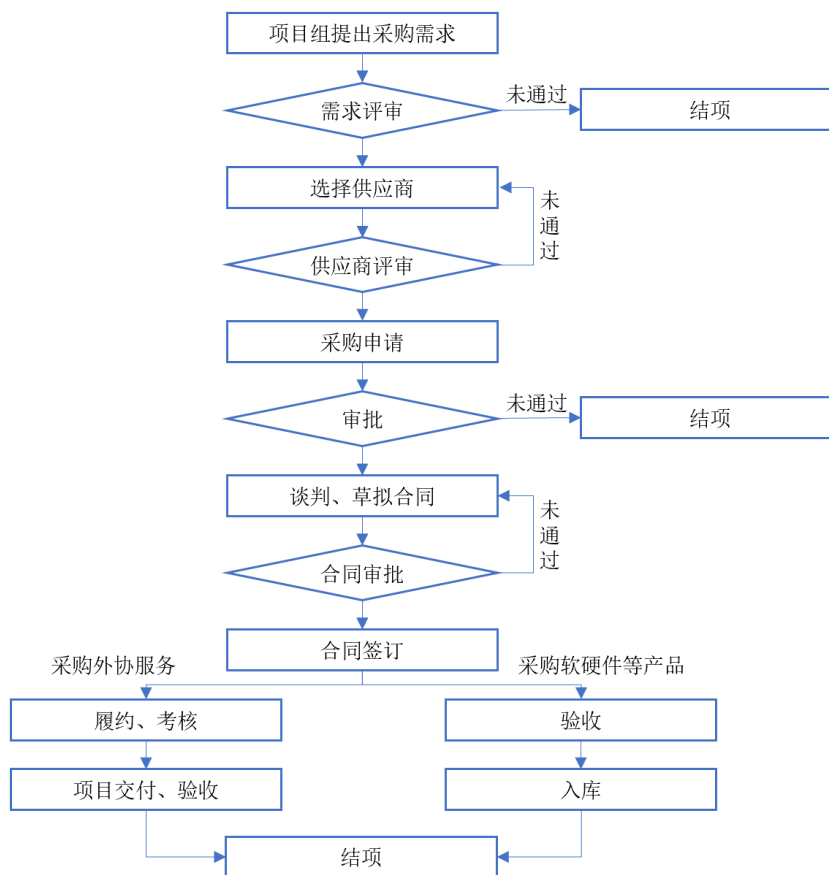 项目组提出采购需求
需求评审
未通过
结项
选择供应商
未通过
供应商评审
采购申请
审批
未通过
结项
谈判、草拟合同
未通过
合同审批
合同签订
采购外协服务
采购软硬件等产品
履约、考核
验收
项目交付、验收
入库
结项